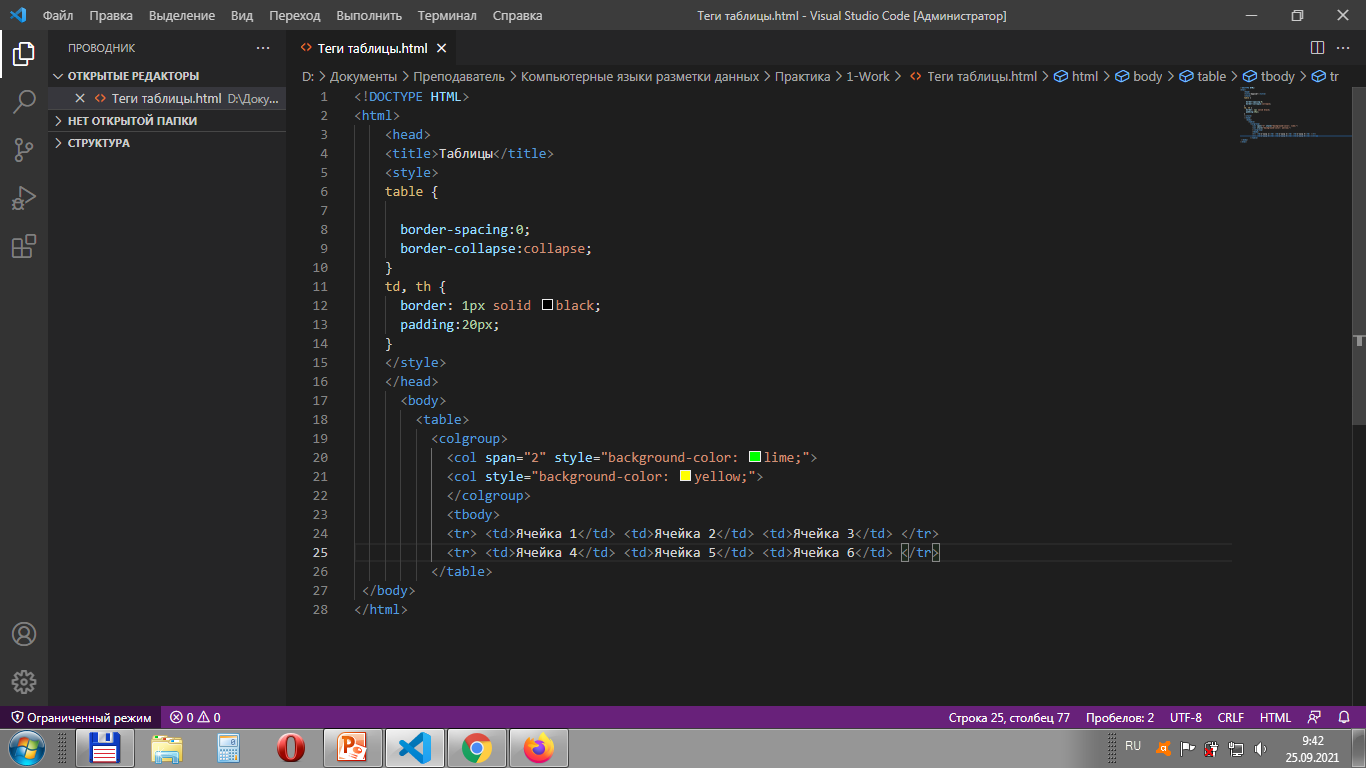 Файл Правка Выделение Вид Переход Выполнить Терминал Справка Теги таблицы.html - Visual Studio Code [Администратор]
ПРОВОДНИК
ОТКРЫТЫЕ РЕДАКТОРЫ
Теги таблицы.html D:\Доку...
НЕТ ОТКРЫТОЙ ПАПКИ
СТРУКТУРА
Теги таблицы.html
D: > Документы > Преподаватель > Компьютерные языки разметки данных > Практика > 1-Work > Теги таблицы.html > html > body > table > tbody > tr
1 <!DOCTYPE HTML>
2 <html>
3 <head>
4 <title>Таблицы</title>
5 <style>
6 table {
7
8 border-spacing:0;
9 border-collapse:collapse;
10 }
11 td, th {
12 border: 1px solid black;
13 padding:20px;
14 }
15 </style>
16 </head>
17 <body>
18 <table>
19 <colgroup>
20 <col span="2" style="background-color: lime;">
21 <col style="background-color: yellow;">
22 </colgroup>
23 <tbody>
24 <tr> <td>Ячейка 1</td> <td>Ячейка 2</td> <td>Ячейка 3</td> </tr>
25 <tr> <td>Ячейка 4</td> <td>Ячейка 5</td> <td>Ячейка 6</td> </tr>
26 </table>
27 </body>
28 </html>
Ограниченный режим 0 0 Строка 25, столбец 77 Пробелов: 2 UTF-8 CRLF HTML
RU 9:42
25.09.2021